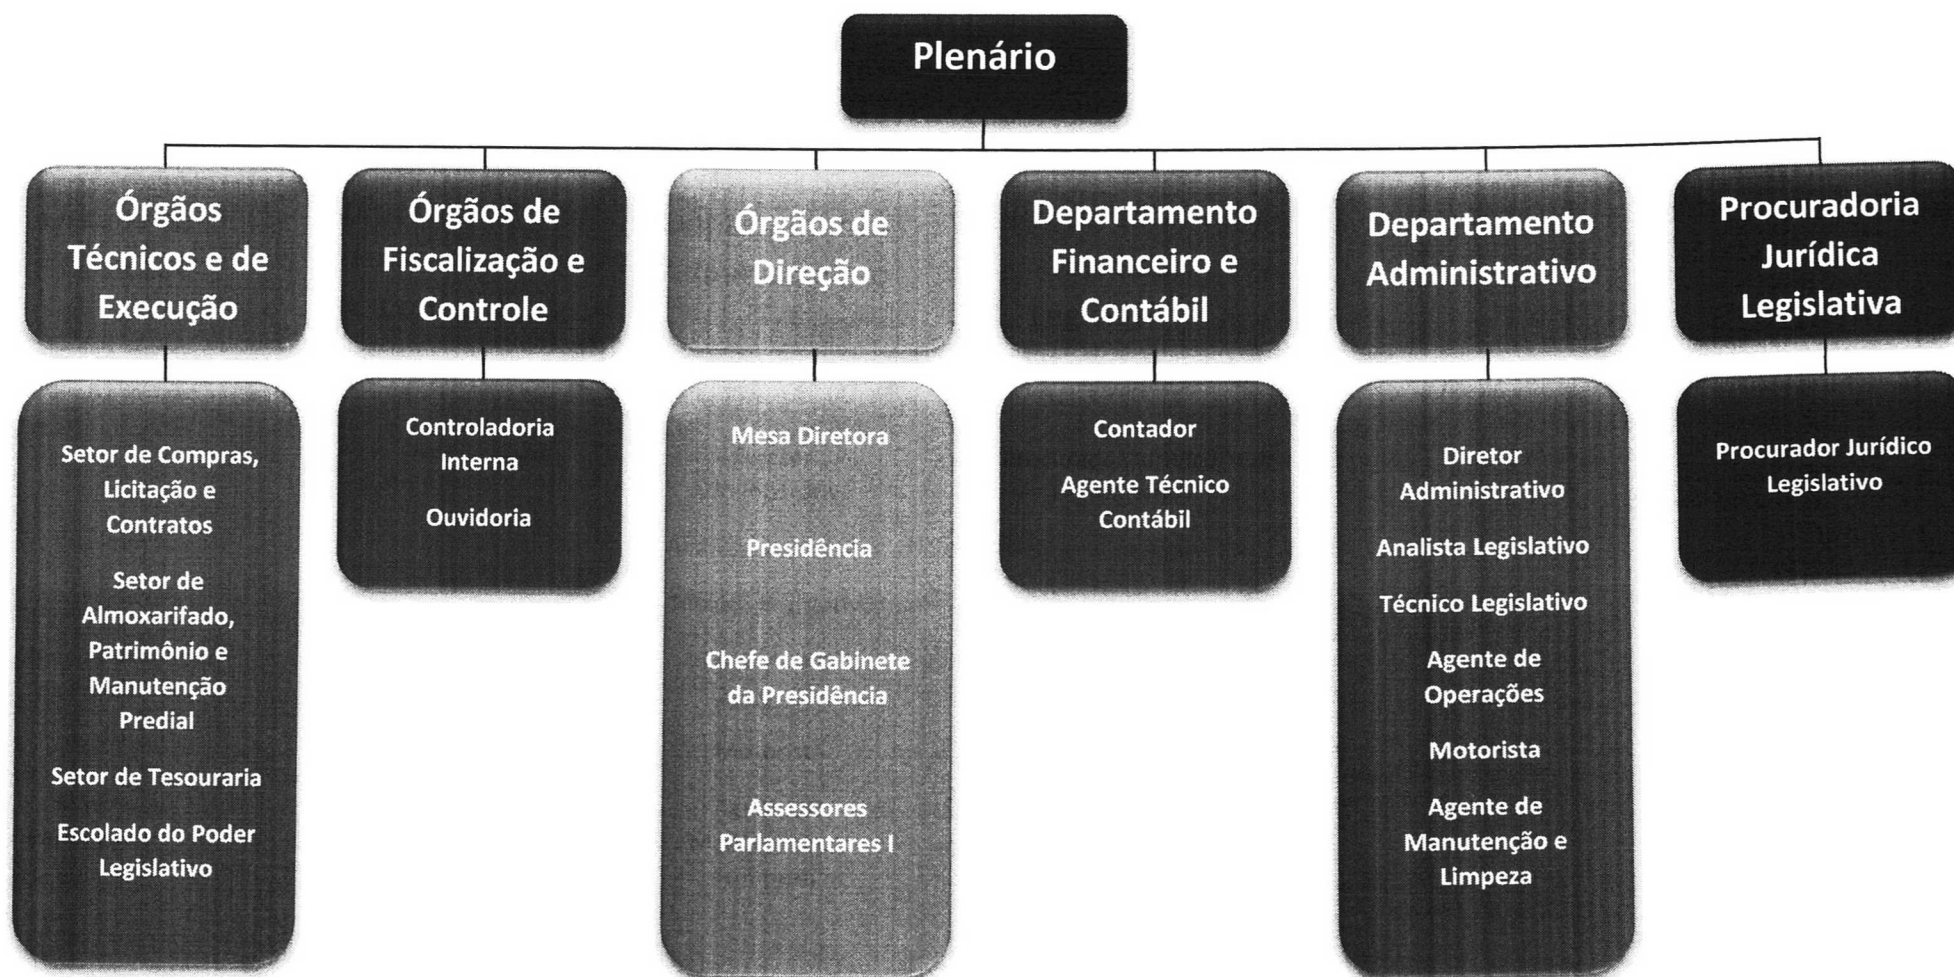 Plenário
Órgãos
Técnicos e de
Execução
Órgãos de
Fiscalização e
Controle
Órgãos de
Direção
Departamento
Financeiro e
Contábil
Departamento
Administrativo
Procuradoria
Jurídica
Legislativa
Setor de Compras,
Licitação e
Contratos
Setor de
Almoxarifado,
Patrimônio e
Manutenção
Predial
Setor de Tesouraria
Escolado do Poder
Legislativo
Controladoria
Interna
Ouvidoria
Mesa Diretora
Presidência
Chefe de Gabinete
da Presidência
Assessores
Parlamentares I
Contador
Agente Técnico
Contábil
Diretor
Administrativo
Analista Legislativo
Técnico Legislativo
Agente de
Operações
Motorista
Agente de
Manutenção e
Limpeza
Procurador Jurídico
Legislativo